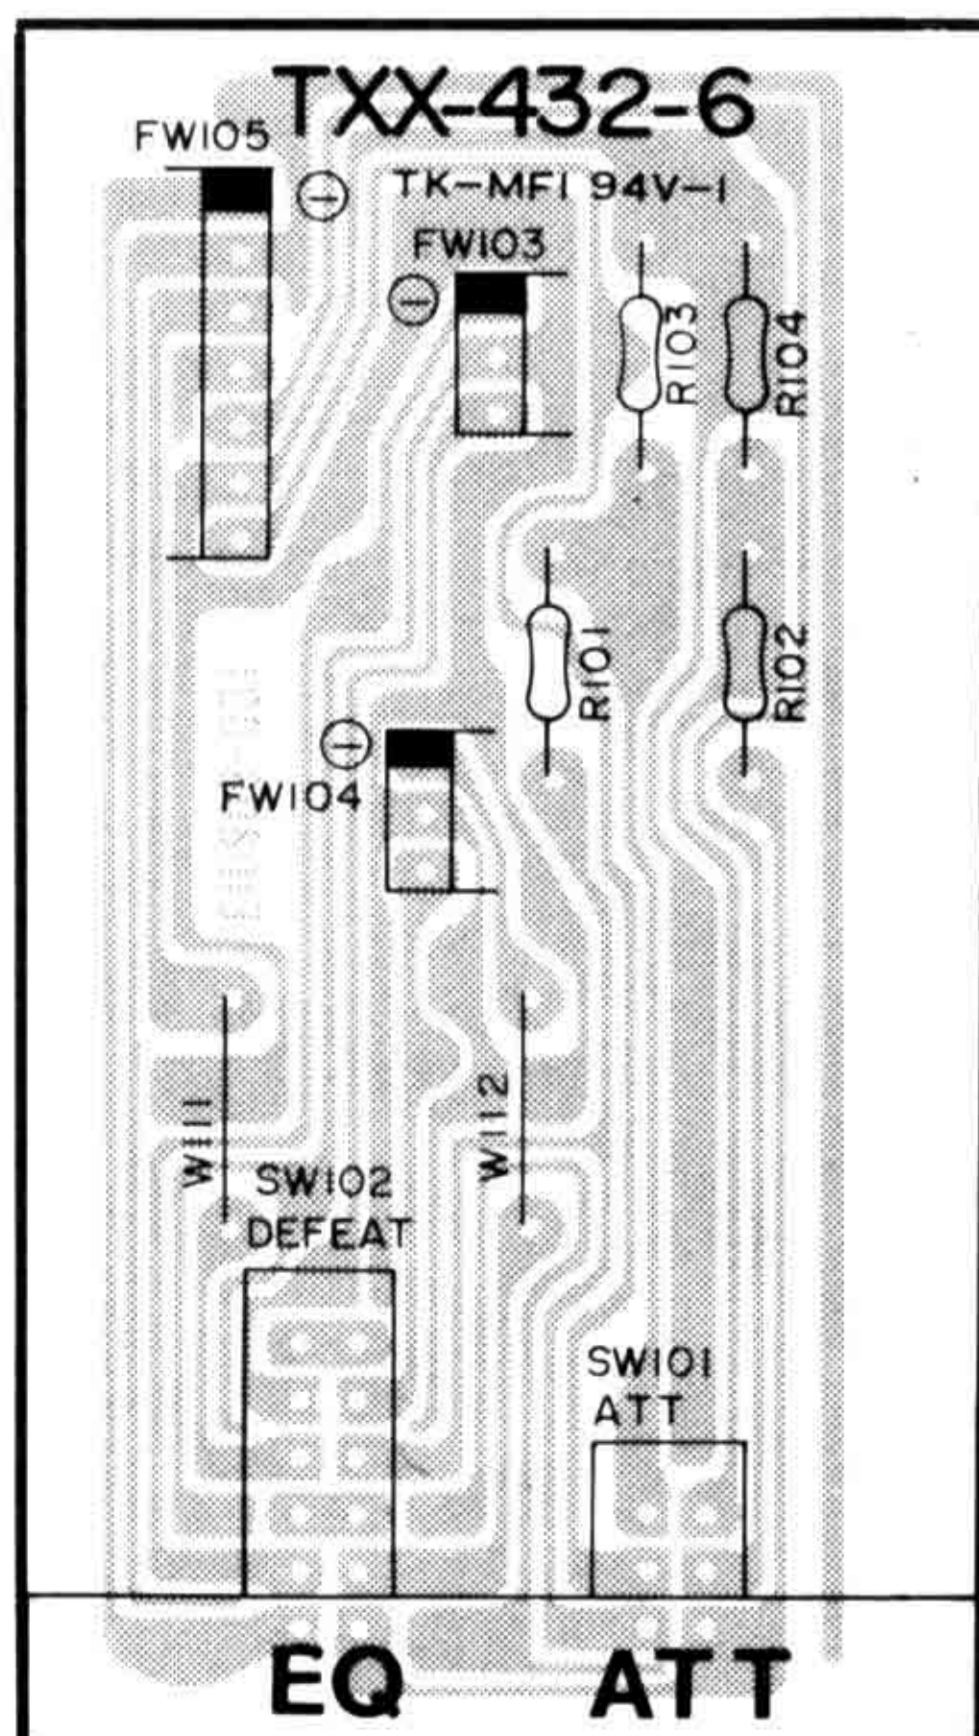 TXX-432-6
FW105
TK-MF1 94V-1
FW103
R103
R104
R101
R102
FW104
W111
W112
SW102
DEFEAT
SW101
ATT
EQ
ATT